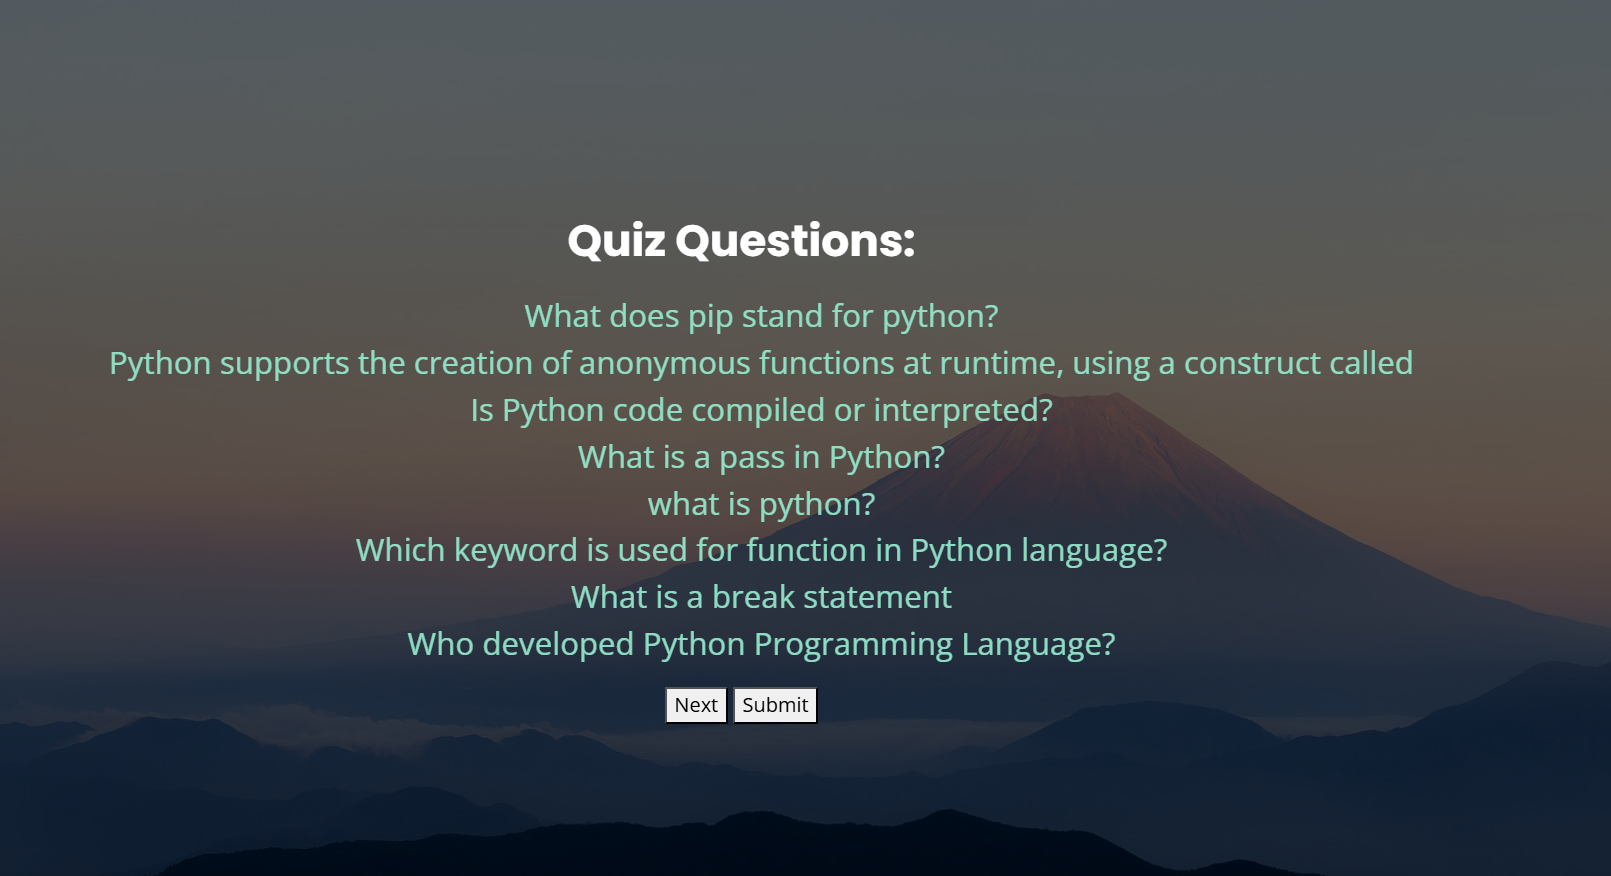 Quiz Questions:
What does pip stand for python?
Python supports the creation of anonymous functions at runtime, using a construct called
Is Python code compiled or interpreted?
What is a pass in Python?
what is python?
Which keyword is used for function in Python language?
What is a break statement
Who developed Python Programming Language?
Next Submit